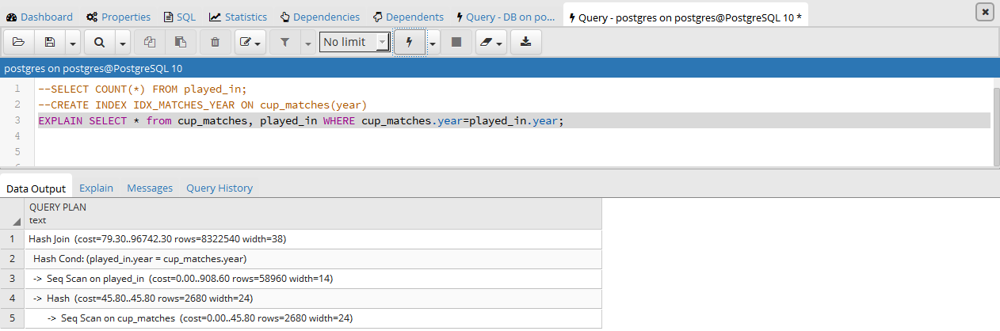 Dashboard Properties SQL Statistics Dependencies Dependents Query - DB on po... Query - postgres on postgres@PostgreSQL 10 *
No limit
postgres on postgres@PostgreSQL 10
1 --SELECT COUNT(*) FROM played_in;
2 --CREATE INDEX IDX_MATCHES_YEAR ON cup_matches(year)
3 EXPLAIN SELECT * from cup_matches, played_in WHERE cup_matches.year=played_in.year;
4
5
Data Output Explain Messages Query History
QUERY PLAN
text
1 Hash Join (cost=79.30..96742.30 rows=8322540 width=38)
2 Hash Cond: (played_in.year = cup_matches.year)
3 -> Seq Scan on played_in (cost=0.00..908.60 rows=58960 width=14)
4 -> Hash (cost=45.80..45.80 rows=2680 width=24)
5 -> Seq Scan on cup_matches (cost=0.00..45.80 rows=2680 width=24)